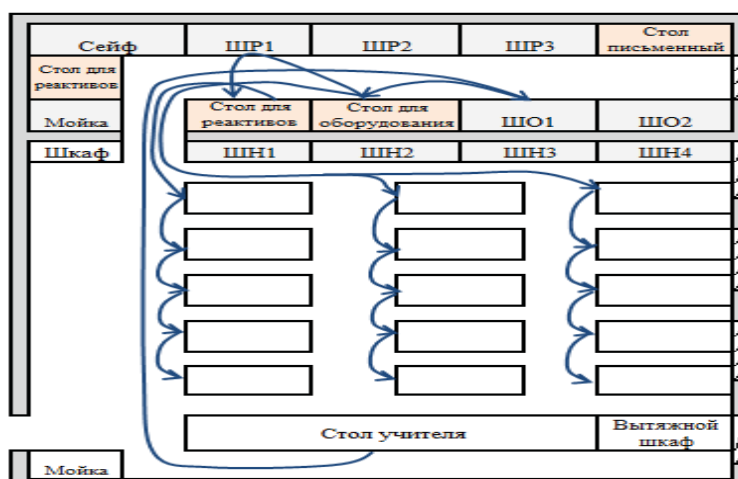 Сейф
ШР1
ШР2
ШР3
Стол
письменный
Стол для
реактивов
Мойка
Стол для
реактивов
Стол для
оборудования
ШО1
ШО2
Шкаф
ШН1
ШН2
ШН3
ШН4
Стол учителя
Вытяжной
шкаф
Мойка